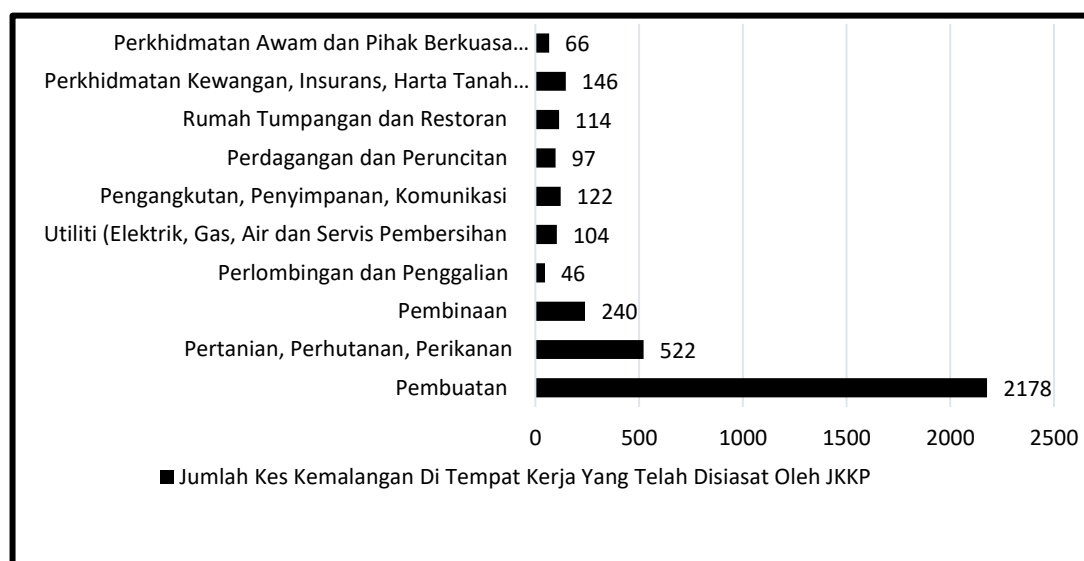 Perkhidmatan Awam dan Pihak Berkuasa... 66
Perkhidmatan Kewangan, Insurans, Harta Tanah... 146
Rumah Tumpangan dan Restoran 114
Perdagangan dan Peruncitan 97
Pengangkutan, Penyimpanan, Komunikasi 122
Utiliti (Elektrik, Gas, Air dan Servis Pembersihan 104
Perlombingan dan Penggalian 46
Pembinaan 240
Pertanian, Perhutanan, Perikanan 522
Pembuatan 2178
0 500 1000 1500 2000 2500
Jumlah Kes Kemalangan Di Tempat Kerja Yang Telah Disiasat Oleh JKKP